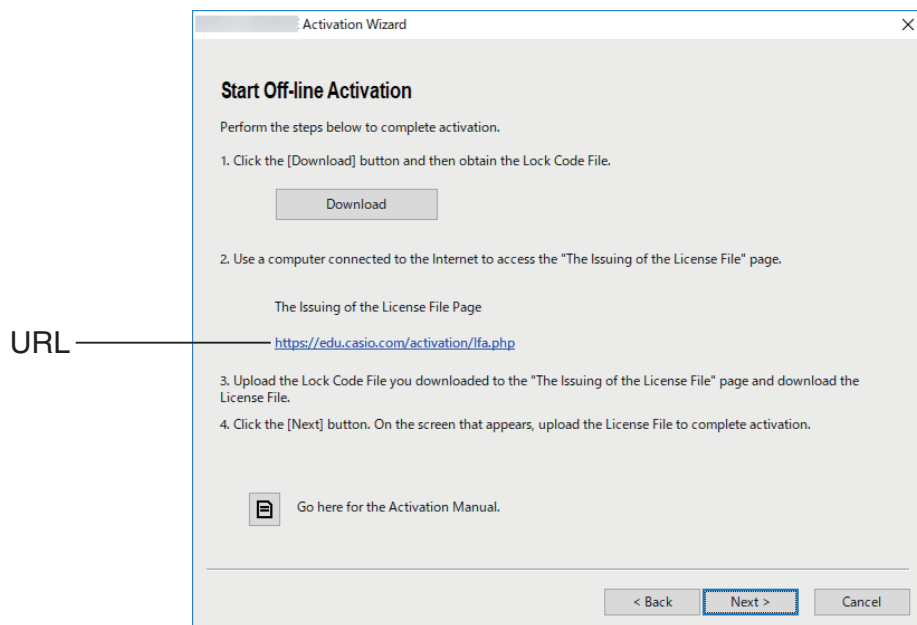 Activation Wizard
Start Off-line Activation
Perform the steps below to complete activation.
1. Click the [Download] button and then obtain the Lock Code File.
Download
2. Use a computer connected to the Internet to access the "The Issuing of the License File" page.
The Issuing of the License File Page
URL
https://edu.casio.com/activation/lfa.php
3. Upload the Lock Code File you downloaded to the "The Issuing of the License File" page and download the
License File.
4. Click the [Next] button. On the screen that appears, upload the License File to complete activation.
Go here for the Activation Manual.
< Back
Next >
Cancel